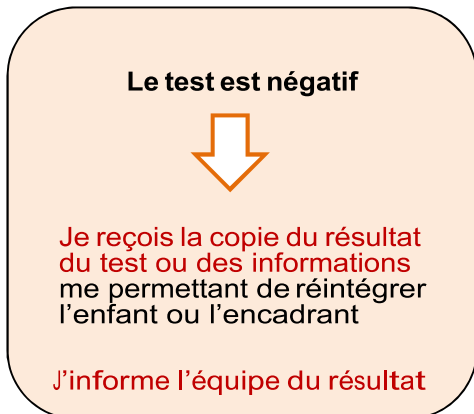 Le test est négatif
Je reçois la copie du résultat
du test ou des informations
me permettant de réintégrer
l’enfant ou l’encadrant
J’informe l’équipe du résultat